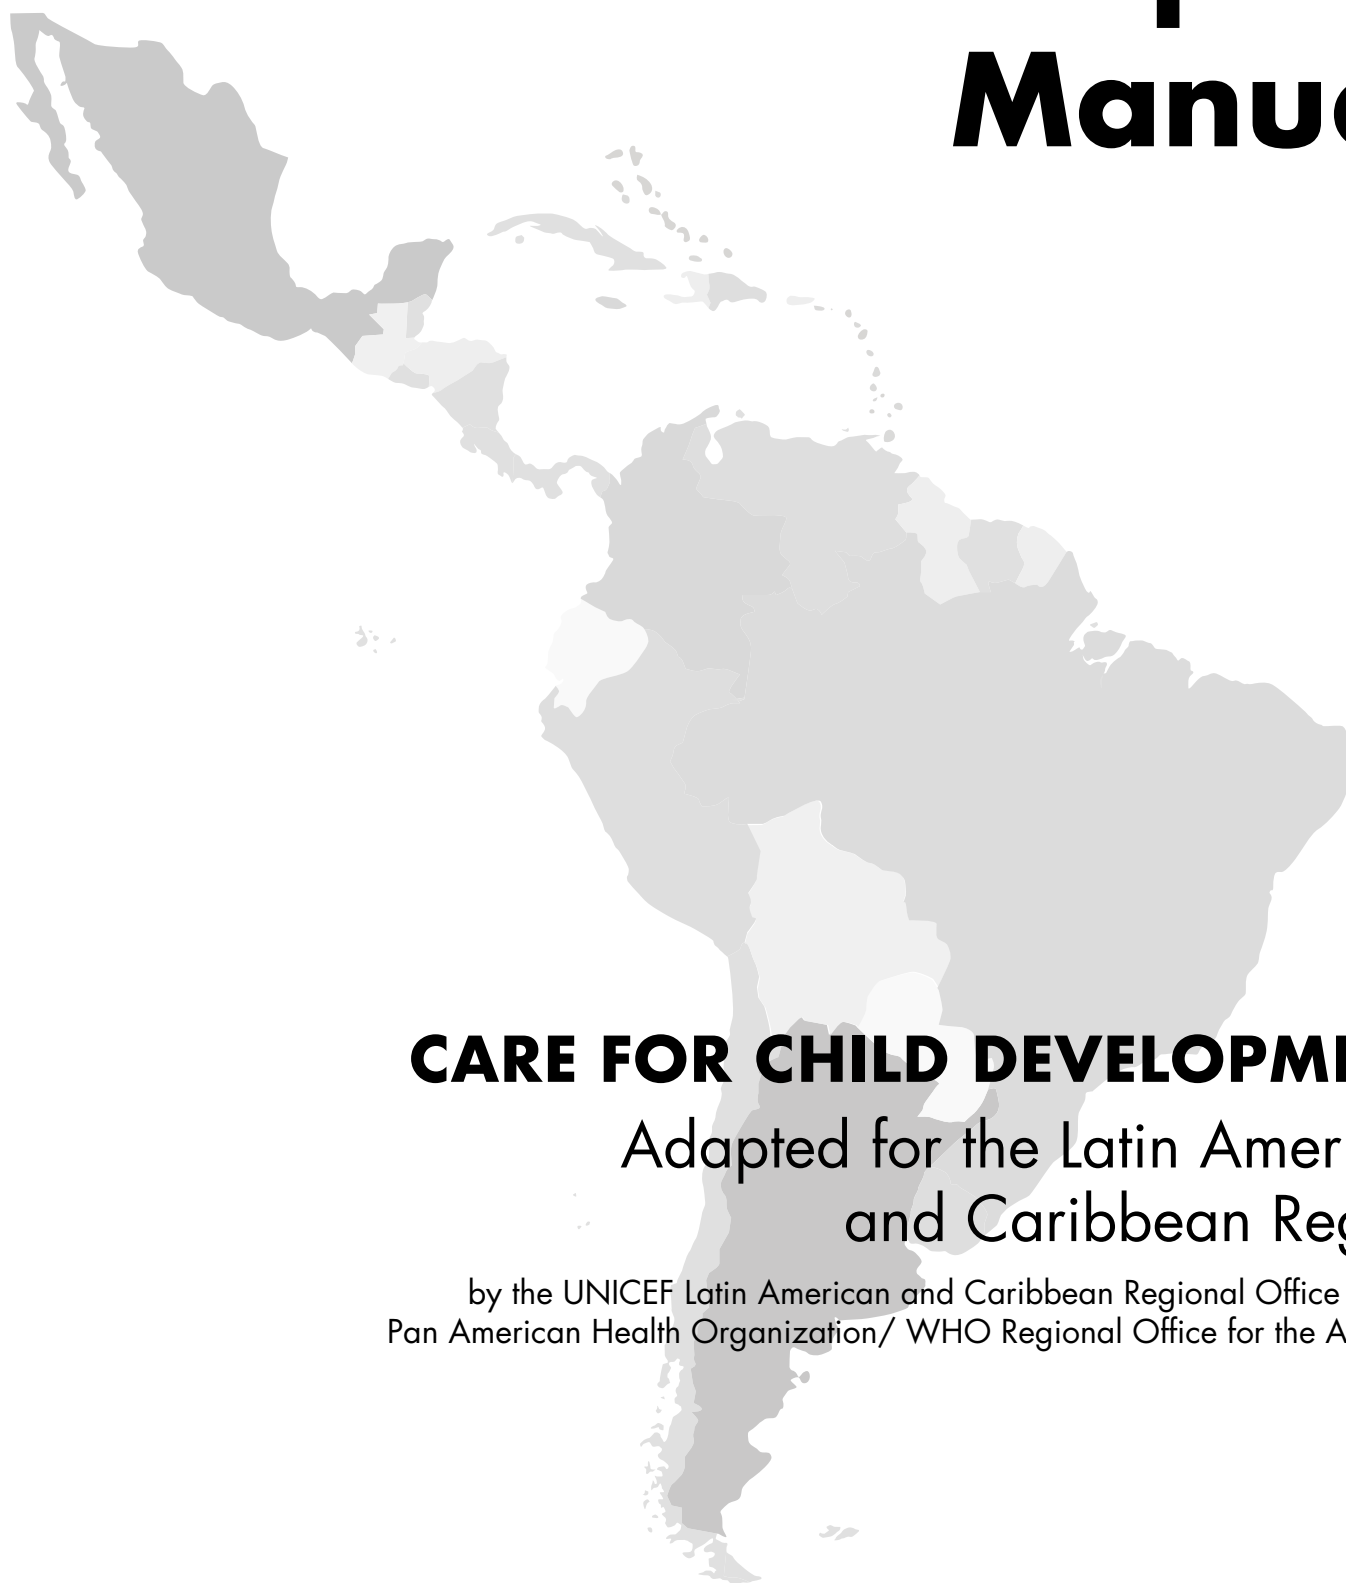 Manua
CARE FOR CHILD DEVELOPM
Adapted for the Latin Amer
and Caribbean Reg
by the UNICEF Latin American and Caribbean Regional Office
Pan American Health Organization/ WHO Regional Office for the A